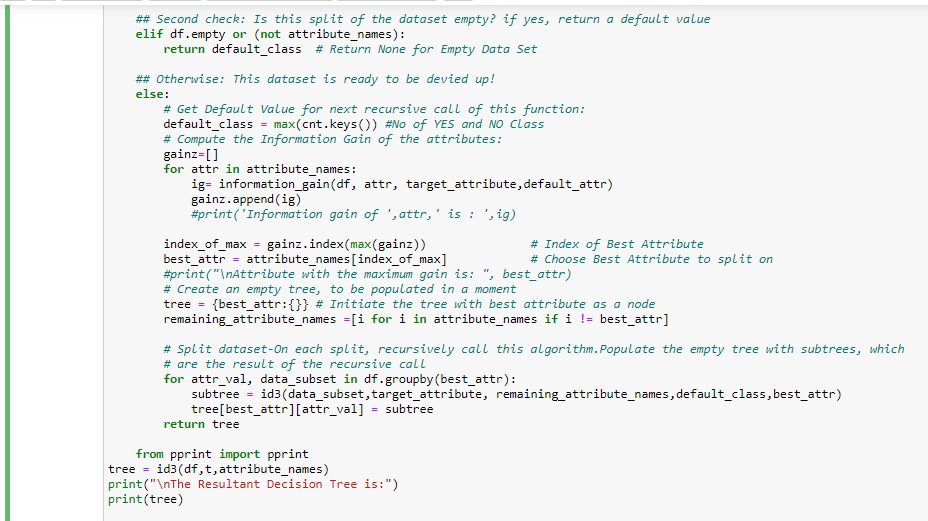 ## Second check: Is this split of the dataset empty? if yes, return a default value
elif df.empty or (not attribute_names):
return default_class  # Return None for Empty Data Set
## Otherwise: This dataset is ready to be devied up!
else:
# Get Default Value for next recursive call of this function:
default_class = max(cnt.keys()) #No of YES and NO Class
# Compute the Information Gain of the attributes:
gainz=[]
for attr in attribute_names:
ig= information_gain(df, attr, target_attribute,default_attr)
gainz.append(ig)
#print('Information gain of ',attr,' is : ',ig)
index_of_max = gainz.index(max(gainz))               # Index of Best Attribute
best_attr = attribute_names[index_of_max]            # Choose Best Attribute to split on
#print("\nAttribute with the maximum gain is: ", best_attr)
# Create an empty tree, to be populated in a moment
tree = {best_attr:{}} # Initiate the tree with best attribute as a node
remaining_attribute_names =[i for i in attribute_names if i != best_attr]
# Split dataset-On each split, recursively call this algorithm.Populate the empty tree with subtrees, which
# are the result of the recursive call
for attr_val, data_subset in df.groupby(best_attr):
subtree = id3(data_subset,target_attribute, remaining_attribute_names,default_class,best_attr)
tree[best_attr][attr_val] = subtree
return tree
from pprint import pprint
tree = id3(df,t,attribute_names)
print("\nThe Resultant Decision Tree is:")
print(tree)